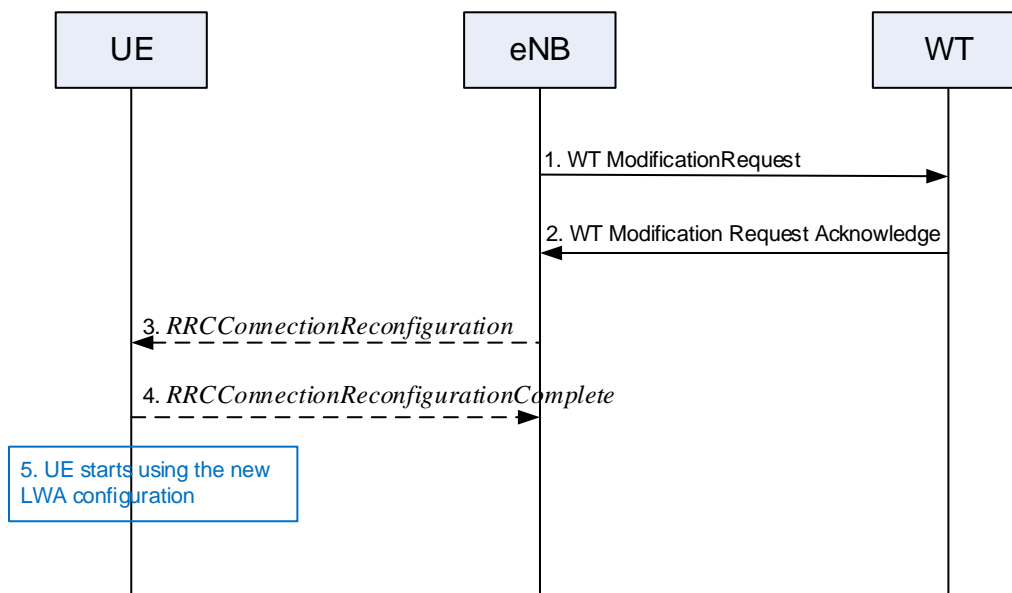 UE
eNB
WT
1. WT ModificationRequest
2. WT Modification Request Acknowledge
3. RRCConnectionReconfiguration
4. RRCConnectionReconfigurationComplete
5. UE starts using the new
LWA configuration